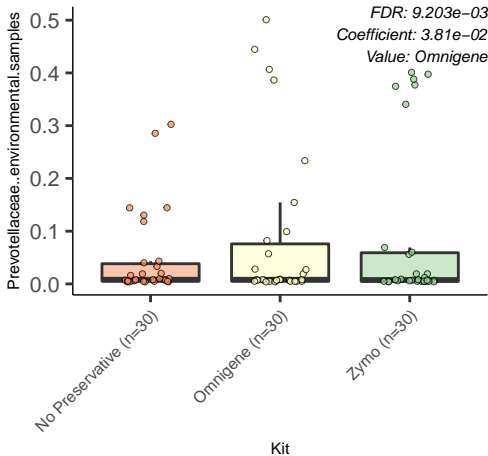 FDR: 9.203e−03
Coefficient: 3.81e−02
Value: Omnigene
Prevotellaceae..environmental.samples
0.5
0.4
0.3
0.2
0.1
0.0
No Preservative (n=30)
Omnigene (n=30)
Zymo (n=30)
Kit